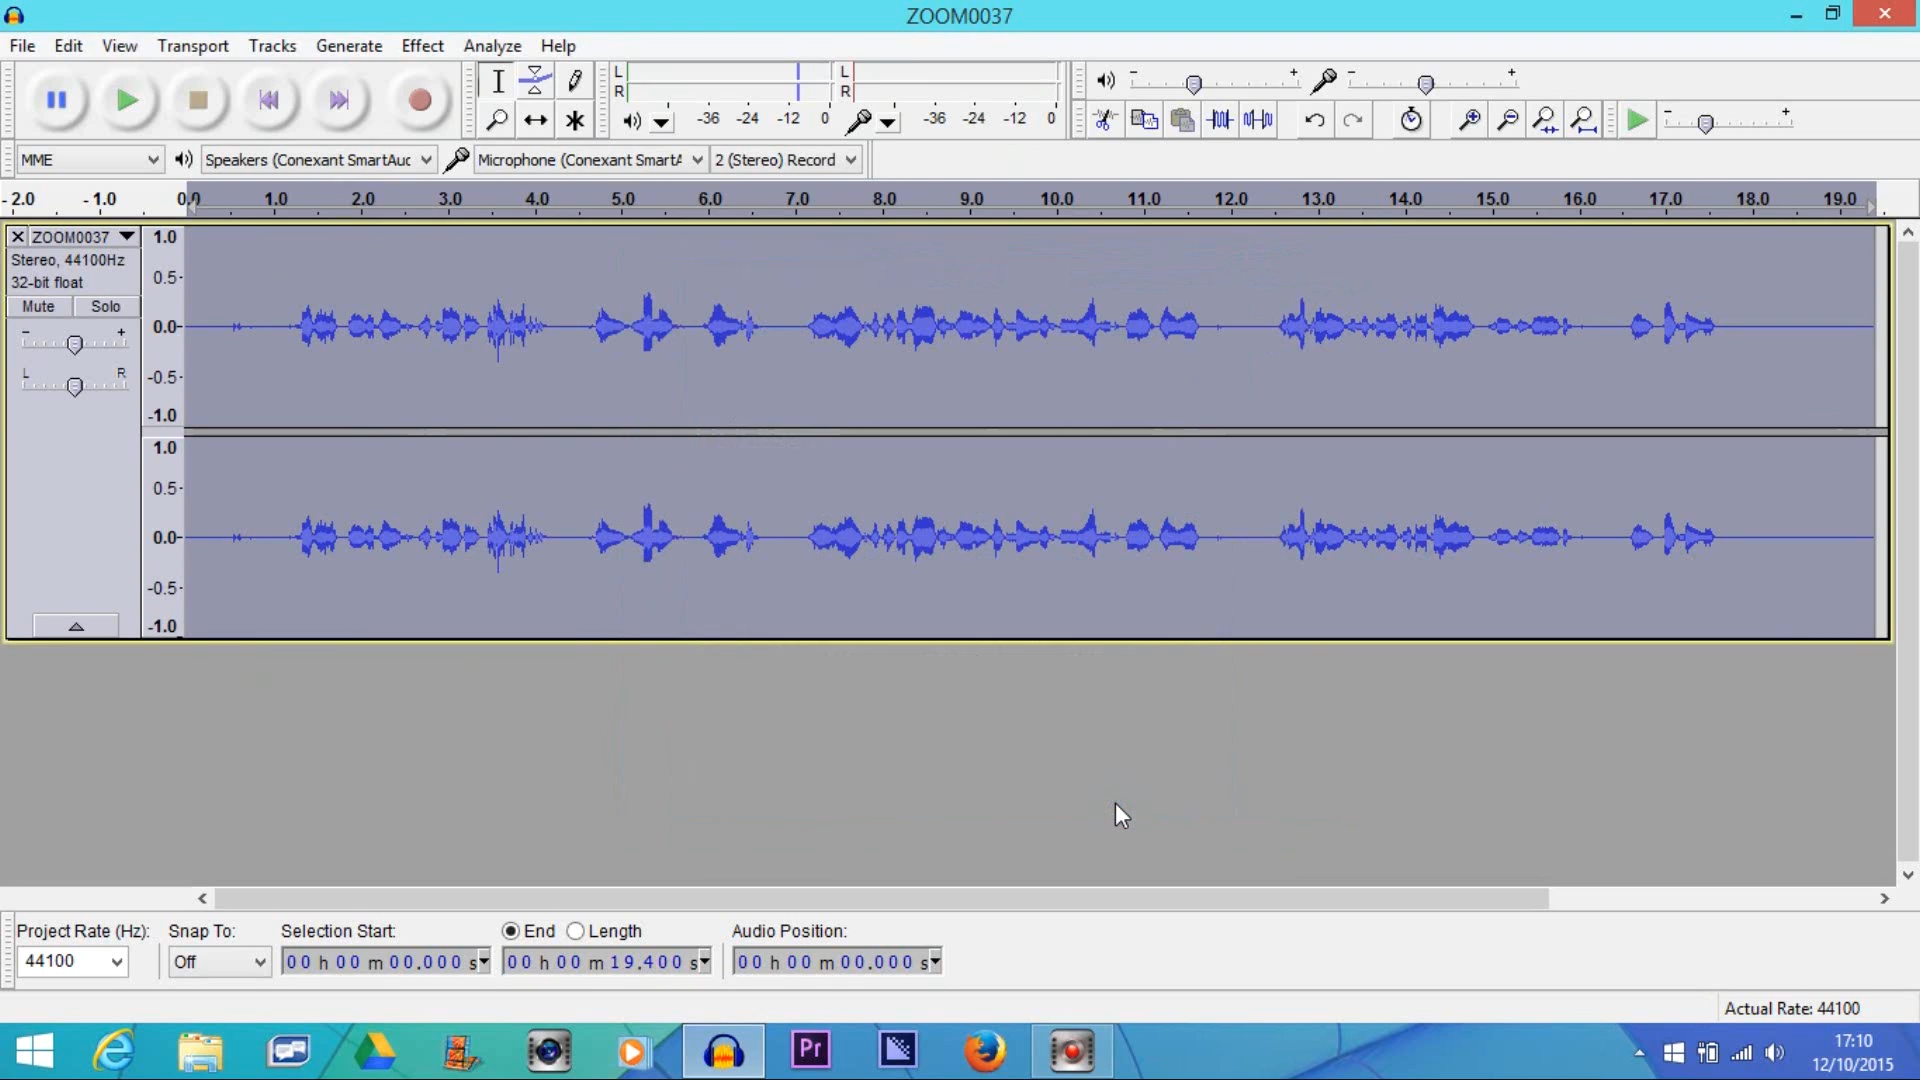 ZOOM0037
File Edit View Transport Tracks Generate Effect Analyze Help
L R -36 -24 -12 0 L R -36 -24 -12 0
MME Speakers (Conexant SmartAuc Microphone (Conexant SmartA 2 (Stereo) Record
- 2.0 - 1.0 0.0 1.0 2.0 3.0 4.0 5.0 6.0 7.0 8.0 9.0 10.0 11.0 12.0 13.0 14.0 15.0 16.0 17.0 18.0 19.0
ZOOM0037 1.0
Stereo, 44100Hz
32-bit float 0.5
Mute Solo
- + 0.0
L R -0.5
-1.0
1.0
0.5
0.0
-0.5
-1.0
Project Rate (Hz): Snap To: Selection Start: End Length Audio Position:
44100 Off 00 h 00 m 00.000 s 00 h 00 m 19.400 s 00 h 00 m 00.000 s
Actual Rate: 44100
Pr
17:10
12/10/2015